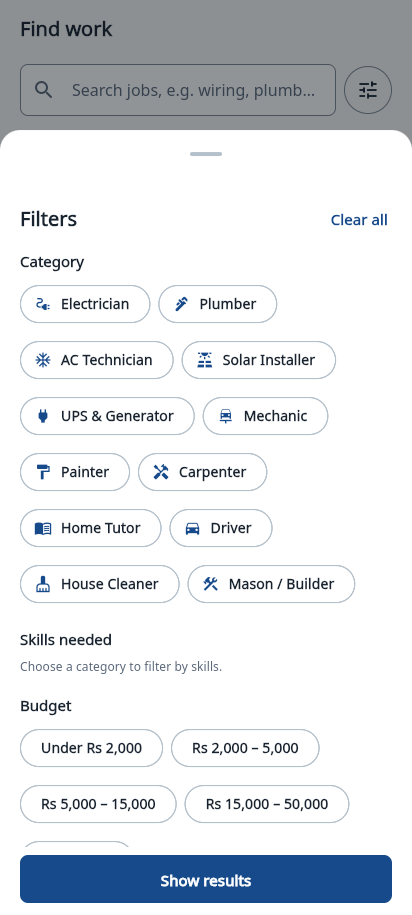 Find work
Search jobs, e.g. wiring, plumb...
Filters
Clear all
Category
Electrician
Plumber
AC Technician
Solar Installer
UPS & Generator
Mechanic
Painter
Carpenter
Home Tutor
Driver
House Cleaner
Mason / Builder
Skills needed
Choose a category to filter by skills.
Budget
Under Rs 2,000
Rs 2,000 – 5,000
Rs 5,000 – 15,000
Rs 15,000 – 50,000
Show results